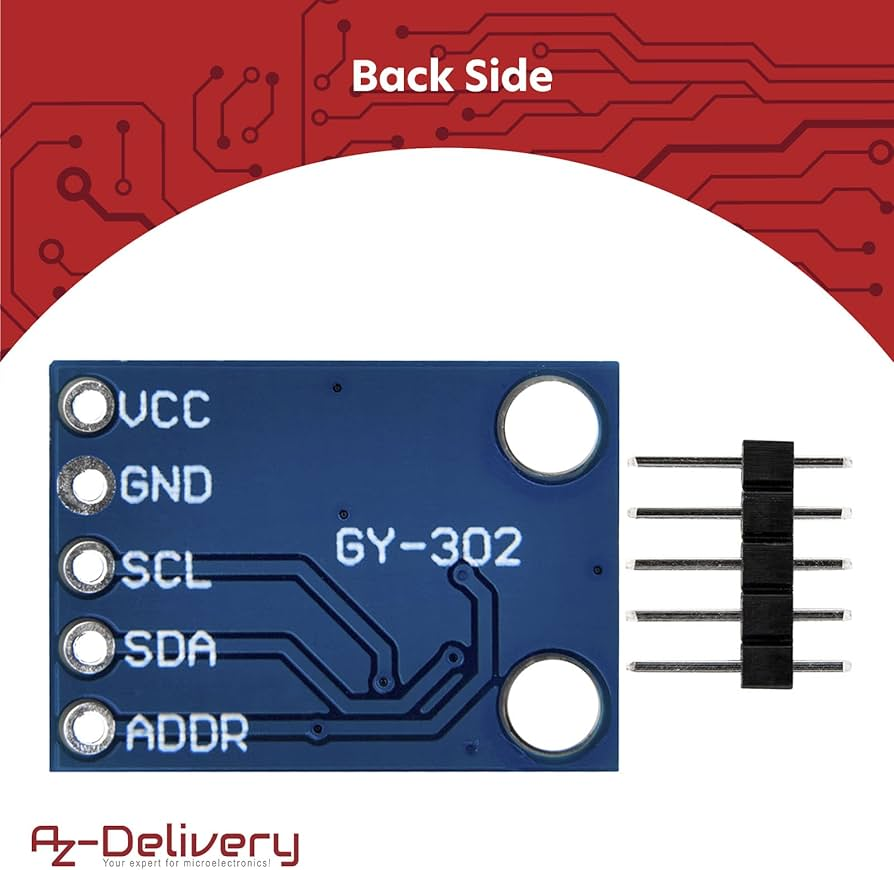 Back Side
VCC
GND
GY-302
SCL
SDA
ADDR
AZ-Delivery
Your expert for microelectronics!